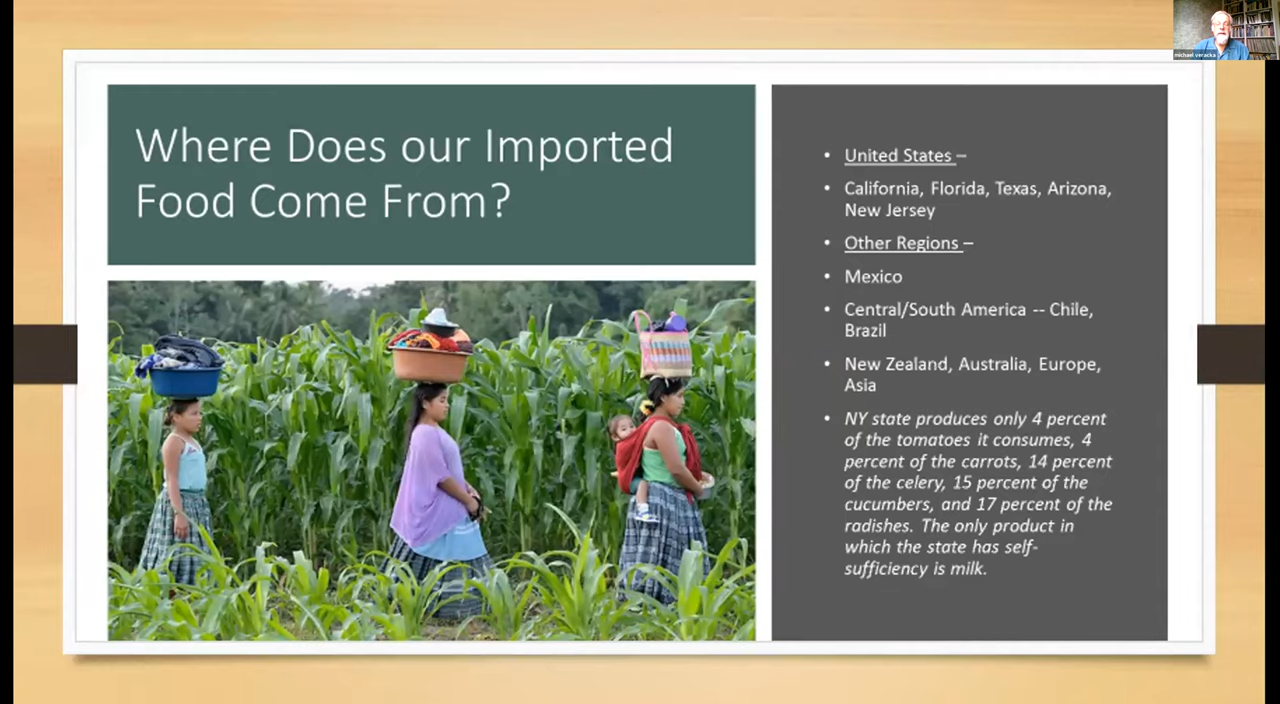 michael veracka
Where Does our Imported
Food Come From?
• United States –
• California, Florida, Texas, Arizona,
New Jersey
• Other Regions –
• Mexico
• Central/South America -- Chile,
Brazil
• New Zealand, Australia, Europe,
Asia
• NY state produces only 4 percent
of the tomatoes it consumes, 4
percent of the carrots, 14 percent
of the celery, 15 percent of the
cucumbers, and 17 percent of the
radishes. The only product in
which the state has self-
sufficiency is milk.